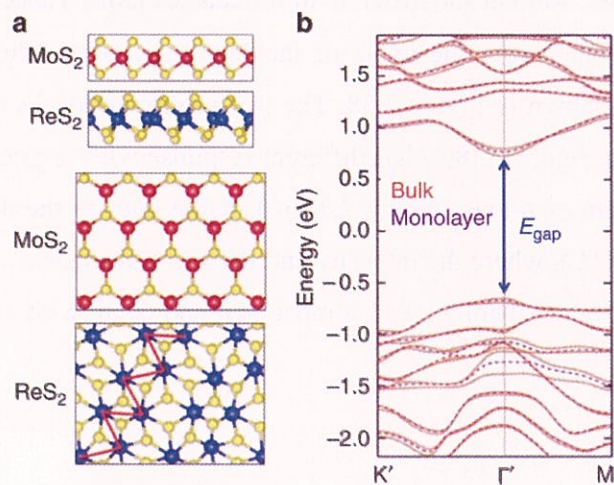 a
MoS2
ReS2
MoS2
ReS2
b
1.5
1.0
0.5
0.0
−0.5
−1.0
−1.5
−2.0
Energy (eV)
Bulk
Monolayer
Egap
K′
Γ′
M